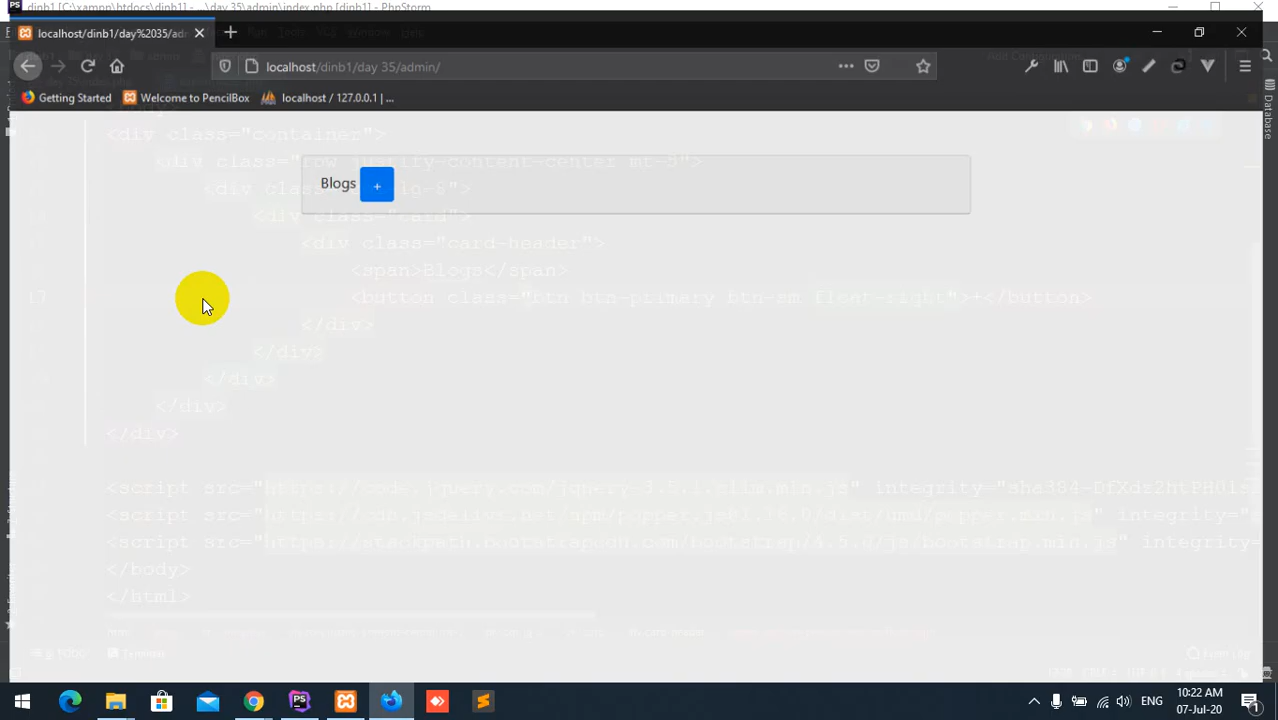 dinb1 [C:\xampp\htdocs\dinb1] - ...\day 35\admin\index.php [dinb1] - PhpStorm
localhost/dinb1/day%2035/adm
localhost/dinb1/day 35/admin/
Getting Started
Welcome to PencilBox
localhost / 127.0.0.1 | ...
Database
<div class="container">
<div class="row justify-content-center mt-5">
Blogs +
<div class="card">
<div class="card-header">
<span>Blogs</span>
<button class="btn btn-primary btn-sm float-right">+</button>
</div>
</div>
</div>
</div>
</div>
<script src="https://code.jquery.com/jquery-3.5.1.slim.min.js" integrity="sha384-
<script src="https://cdn.jsdelivr.net/npm/popper.js@1.16.0/dist/umd/popper.min.js" integrity=
<script src="https://stackpath.bootstrapcdn.com/bootstrap/4.5.0/js/bootstrap.min.js" integrity=
</body>
</html>
Terminal
Event Log
ENG
10:22 AM
07-Jul-20